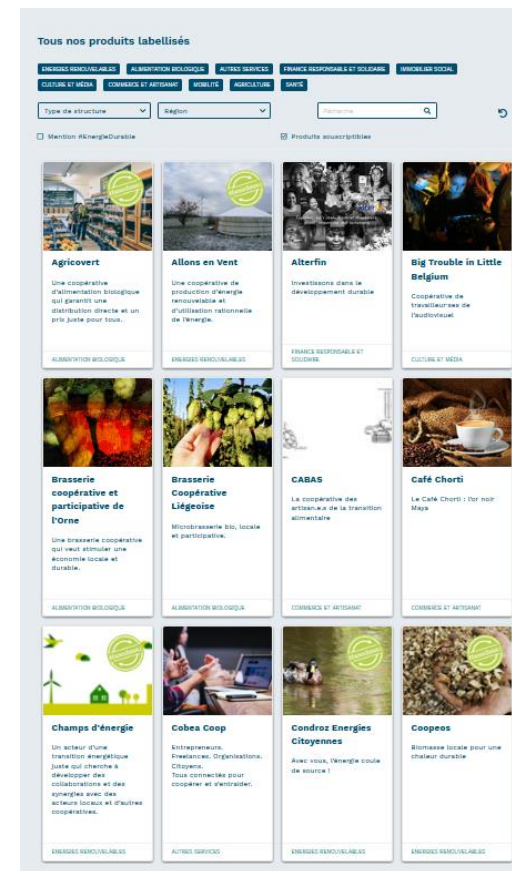 Tous nos produits labellisés
ENERGIES RENOUVELABLES ALIMENTATION BIOLOGIQUE AUTRES SERVICES FINANCE RESPONSABLE ET SOLIDAIRE IMMOBILIER SOCIAL
CULTURE ET MÉDIA COMMERCE ET ARTISANAT MOBILITÉ AGRICULTURE SANTÉ
Type de structure Région
Mention #EnergieDurable Produits souscriptibles
Agricovert
Une coopérative
d'alimentation biologique
qui garantit une
distribution directe et un
prix juste pour tous.
ALIMENTATION BIOLOGIQUE
Allons en Vent
Une coopérative de
production d'énergie
renouvelable et
d'utilisation rationnelle
de l'énergie.
ENERGIES RENOUVELABLES
Alterfin
Investissons dans le
développement durable
FINANCE RESPONSABLE ET
SOLIDAIRE
Big Trouble in Little
Belgium
Coopérative de
travailleur·ses de
l'audiovisuel
CULTURE ET MÉDIA
Brasserie
coopérative et
participative de
l'Orne
Une brasserie coopérative
qui veut stimuler une
économie locale et
durable.
ALIMENTATION BIOLOGIQUE
Brasserie
Coopérative
Liégeoise
Microbrasserie bio, locale
et participative.
ALIMENTATION BIOLOGIQUE
CABAS
La coopérative des
artisan.e.s de la transition
alimentaire
COMMERCE ET ARTISANAT
Café Chorti
Le Café Chorti : l'or noir
Maya
COMMERCE ET ARTISANAT
Champs d'énergie
Un acteur d'une
transition énergétique
juste qui cherche à
développer des
collaborations et des
synergies avec des
acteurs locaux et d'autres
coopératives.
ENERGIES RENOUVELABLES
Cobea Coop
Entrepreneurs.
Freelances. Organisations.
Citoyens.
Tous connectés pour
coopérer et s'entraider.
AUTRES SERVICES
Condroz Energies
Citoyennes
Avec vous, l'énergie coule
de source !
ENERGIES RENOUVELABLES
Coopeos
Biomasse locale pour une
chaleur durable
ENERGIES RENOUVELABLES